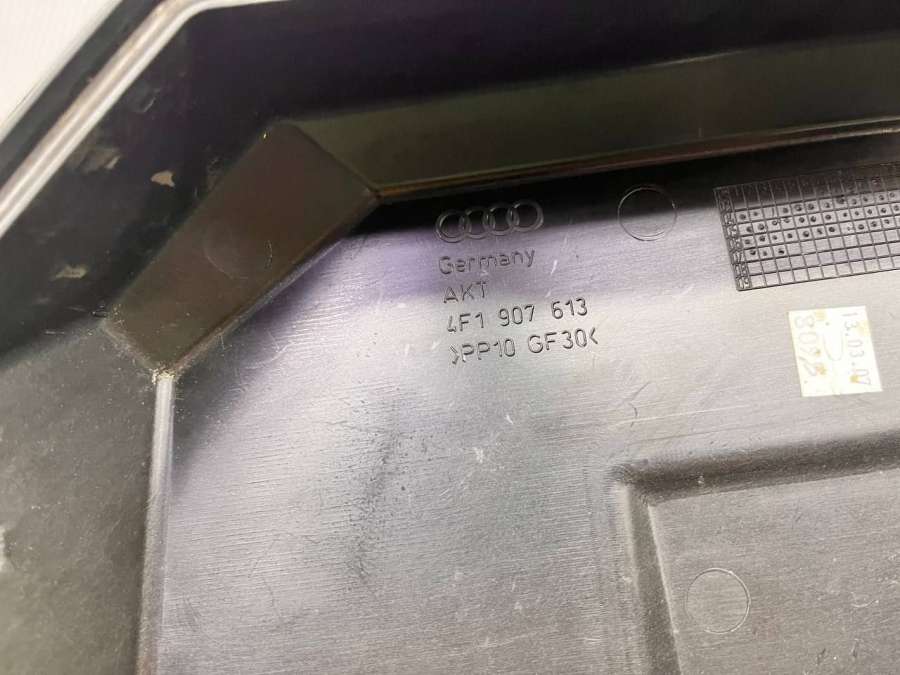 Germany
AKT
4F1 907 613
>PP10 GF30<
13.03.07